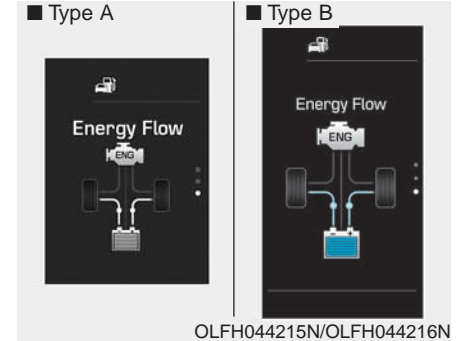 ■ Type A
■ Type B
Energy Flow
ENG
Energy Flow
ENG
- +
OLFH044215N/OLFH044216N